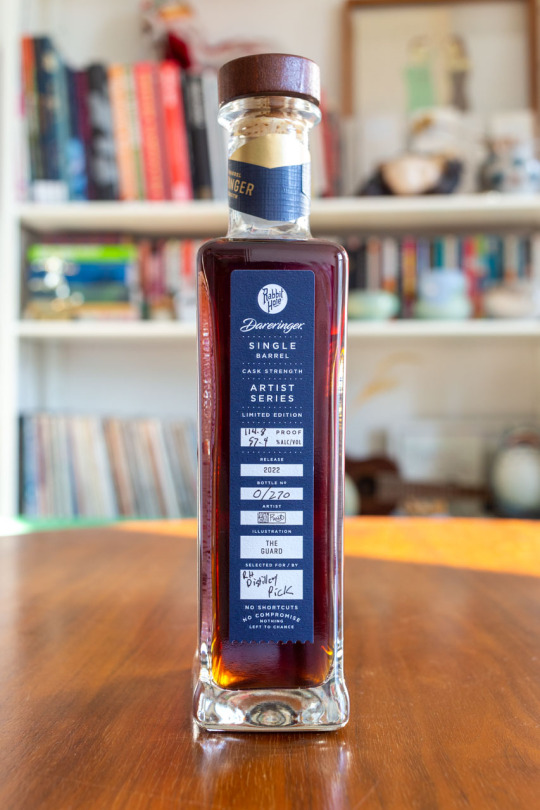 Rabbit
Hole
Dareringer
SINGLE
BARREL
CASK STRENGTH
ARTIST
SERIES
LIMITED EDITION
114.8 PROOF
57.4 % ALC/VOL
RELEASE
2022
BOTTLE Nº
0/270
ARTIST
ILLUSTRATION
THE
GUARD
SELECTED FOR / BY
RH
Distillery
Pick
NO SHORTCUTS
NO COMPROMISE
NOTHING
LEFT TO CHANCE